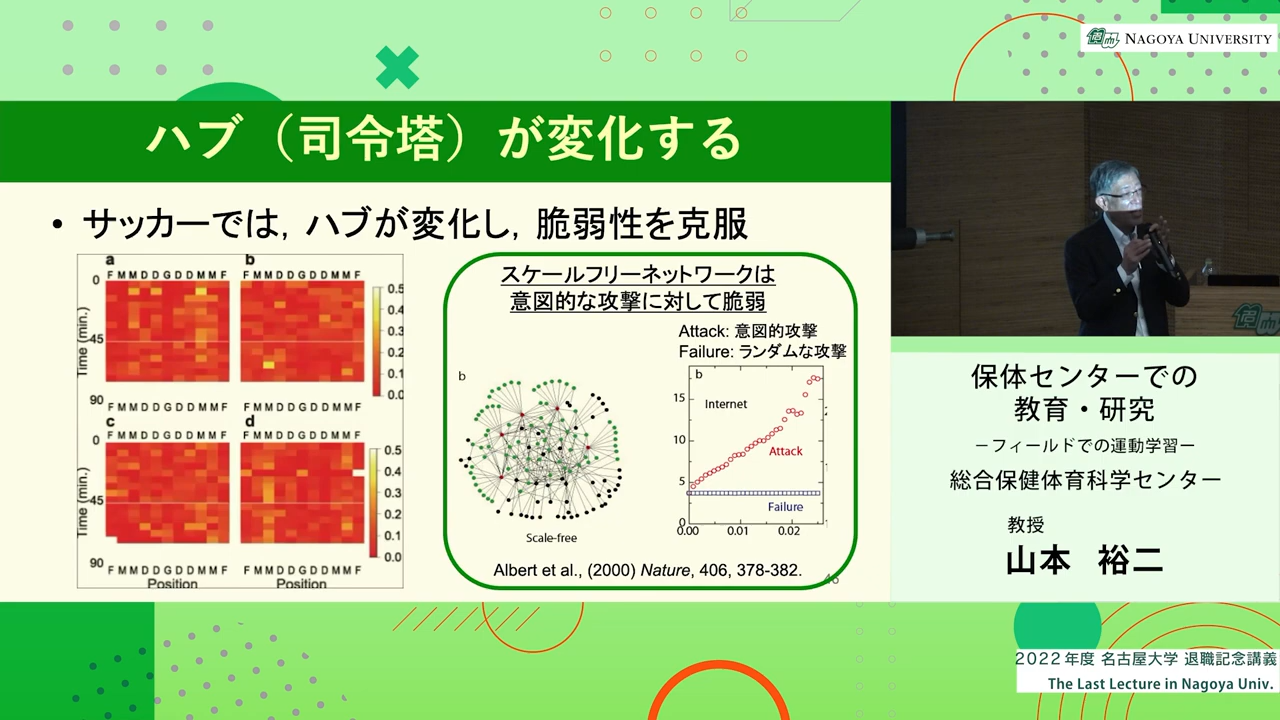 NAGOYA UNIVERSITY
ハブ（司令塔）が変化する
• サッカーでは，ハブが変化し，脆弱性を克服
a
b
F M M D D G D D M M F
F M M D D G D D M M F
0
45
90
Time (min.)
0.5
0.4
0.3
0.2
0.1
0.0
F M M D D G D D M M F
F M M D D G D D M M F
c
d
F M M D D G D D M M F
F M M D D G D D M M F
0
45
90
Time (min.)
0.5
0.4
0.3
0.2
0.1
0.0
F M M D D G D D M M F
F M M D D G D D M M F
Position
Position
スケールフリーネットワークは
意図的な攻撃に対して脆弱
Attack: 意図的攻撃
Failure: ランダムな攻撃
b
Scale-free
b
Internet
15
10
5
0
Attack
Failure
0.00
0.01
0.02
Albert et al., (2000) Nature, 406, 378-382.
保体センターでの
教育・研究
－フィールドでの運動学習－
総合保健体育科学センター
教授
山本 裕二
2022年度 名古屋大学 退職記念講義
The Last Lecture in Nagoya Univ.